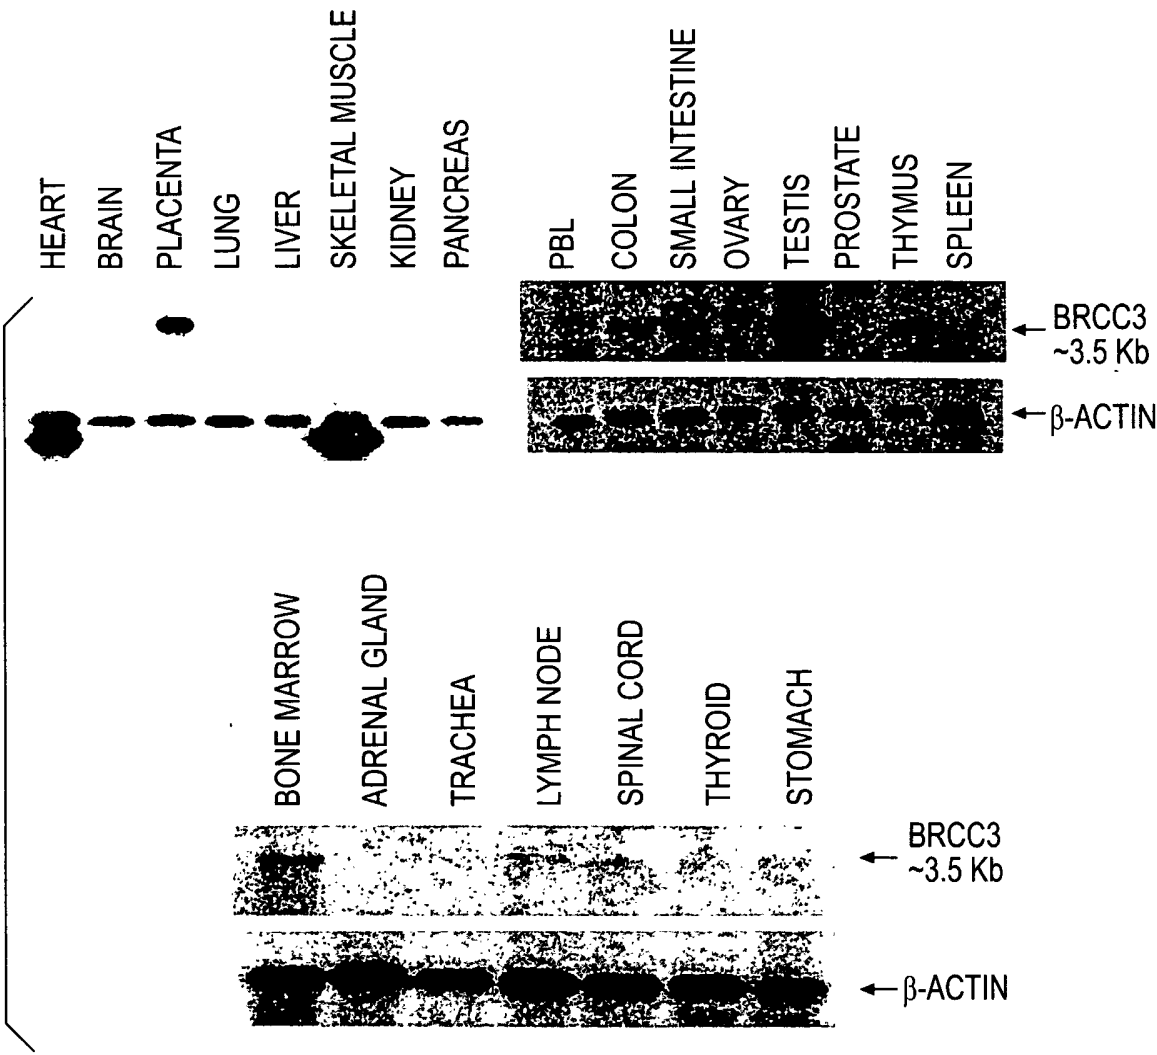 HEART
BRAIN
PLACENTA
LUNG
LIVER
SKELETAL MUSCLE
KIDNEY
PANCREAS
PBL
COLON
SMALL INTESTINE
OVARY
TESTIS
PROSTATE
THYMUS
SPLEEN
BRCC3
~3.5 Kb
β-ACTIN
BONE MARROW
ADRENAL GLAND
TRACHEA
LYMPH NODE
SPINAL CORD
THYROID
STOMACH
BRCC3
~3.5 Kb
β-ACTIN